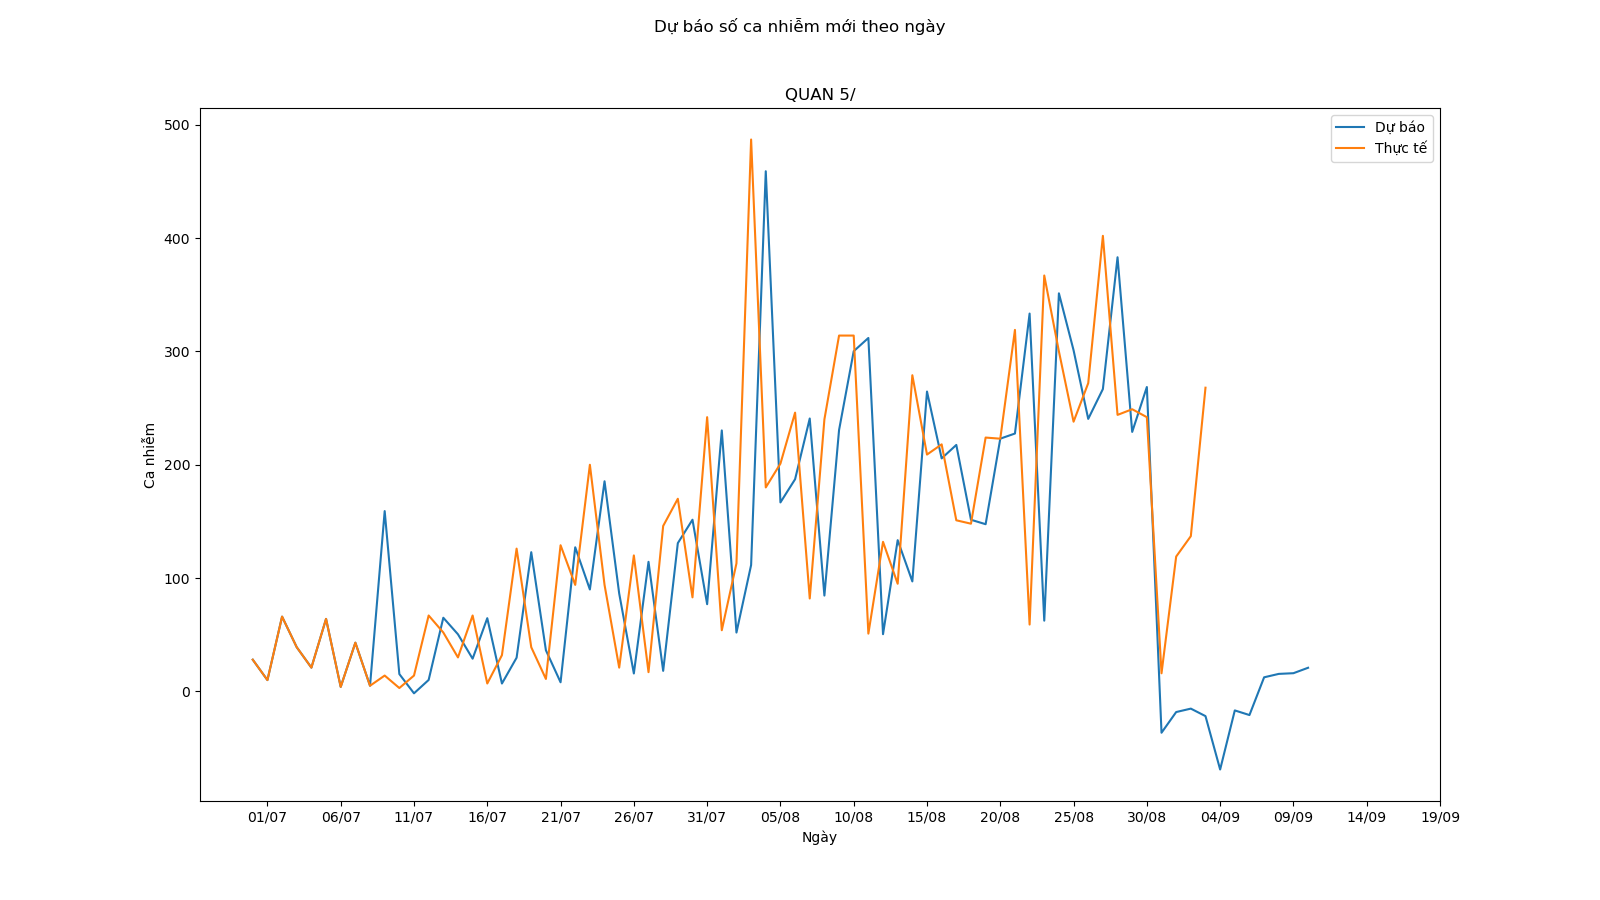 Dự báo số ca nhiễm mới theo ngày
QUAN 5/
Dự báo
Thực tế
500
400
300
200
100
0
Ca nhiễm
01/07 06/07 11/07 16/07 21/07 26/07 31/07 05/08 10/08 15/08 20/08 25/08 30/08 04/09 09/09 14/09 19/09
Ngày